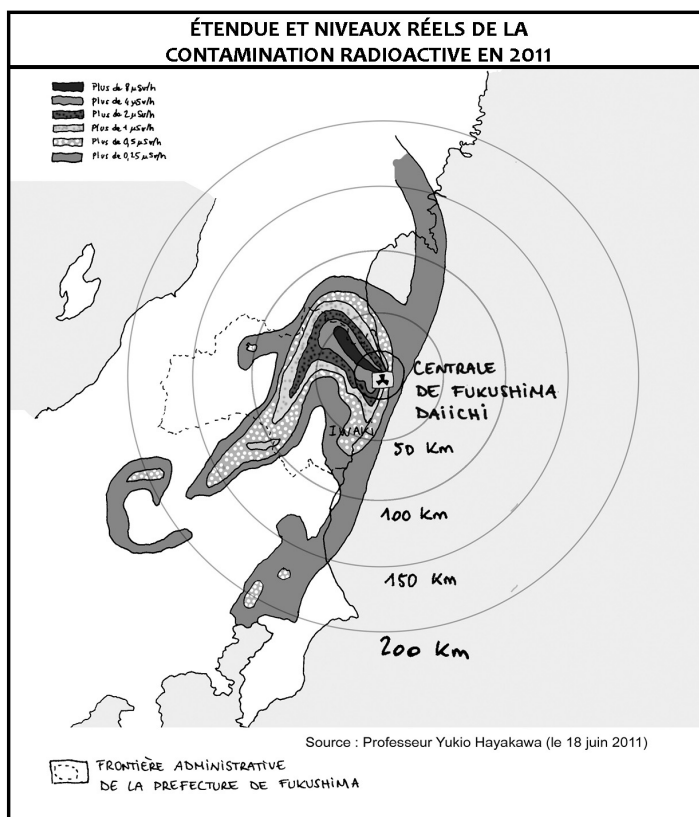 ÉTENDUE ET NIVEAUX RÉELS DE LA
CONTAMINATION RADIOACTIVE EN 2011
Plus de 8 µSv/h
Plus de 4 µSv/h
Plus de 2 µSv/h
Plus de 1 µSv/h
Plus de 0,5 µSv/h
Plus de 0,25 µSv/h
CENTRALE
DE FUKUSHIMA
DAIICHI
IWAKI
50 Km
100 Km
150 Km
200 Km
Source : Professeur Yukio Hayakawa (le 18 juin 2011)
FRONTIÈRE ADMINISTRATIVE
DE LA PREFECTURE DE FUKUSHIMA